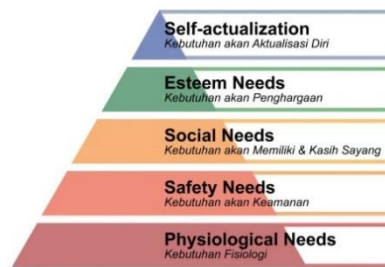 Self-actualization
Kebutuhan akan Aktualisasi Diri
Esteem Needs
Kebutuhan akan Penghargaan
Social Needs
Kebutuhan akan Memiliki & Kasih Sayang
Safety Needs
Kebutuhan akan Keamanan
Physiological Needs
Kebutuhan Fisiologi